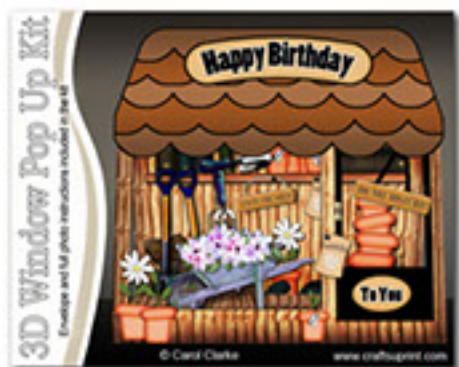 3D Window Pop Up Kit
Envelope and full photo instructions included in the kit
Happy Birthday
To You
© Carol Clarke
www.craftsuprint.com